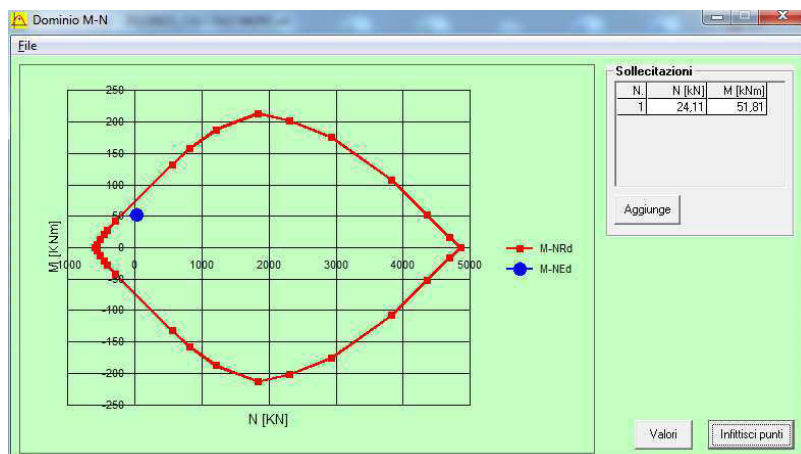 Dominio M-N
File
250
200
150
100
50
0
-50
-100
-150
-200
-250
M [KNm]
-1000 0 1000 2000 3000 4000 5000
N [KN]
M-NRd
M-NEd
Sollecitazioni
N. N [kN] M [kNm]
1 24,11 51,81
Aggiunge
Valori
Infittisci punti